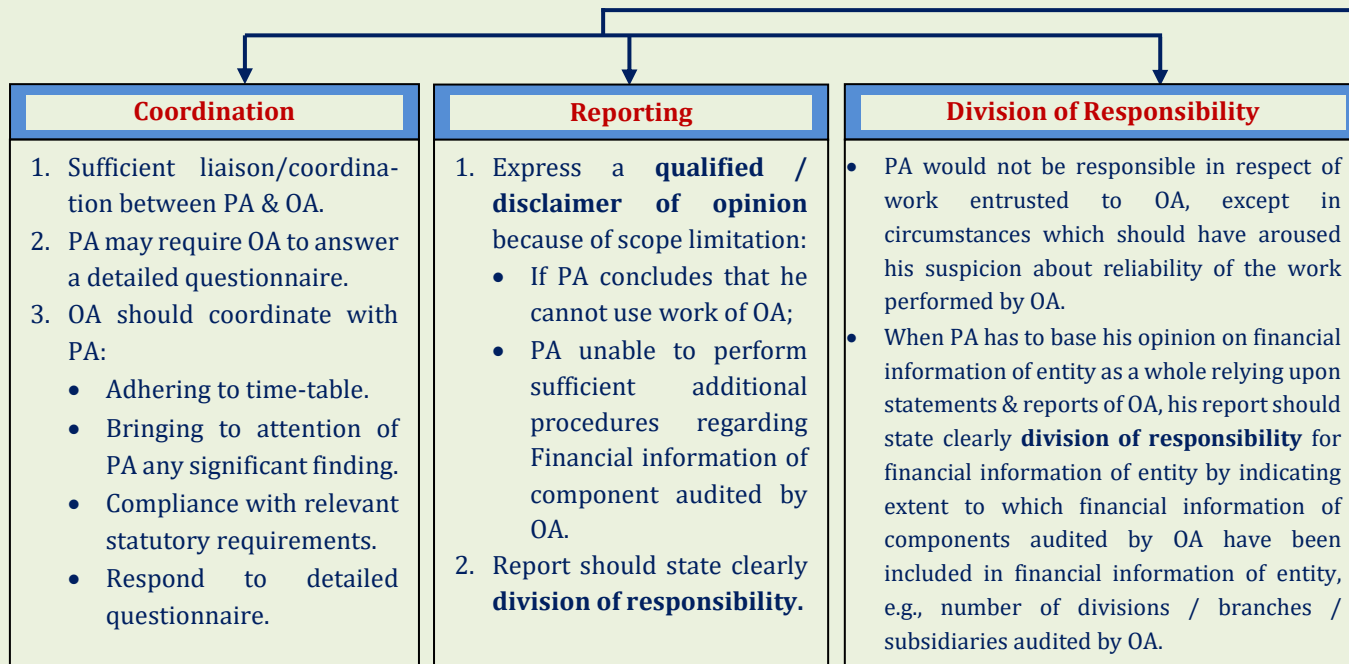 Coordination
1. Sufficient liaison/coordina-
tion between PA & OA.
2. PA may require OA to answer
a detailed questionnaire.
3. OA should coordinate with
PA:
• Adhering to time-table.
• Bringing to attention of
PA any significant finding.
• Compliance with relevant
statutory requirements.
• Respond to detailed
questionnaire.
Reporting
1. Express a qualified /
disclaimer of opinion
because of scope limitation:
• If PA concludes that he
cannot use work of OA;
• PA unable to perform
sufficient additional
procedures regarding
Financial information of
component audited by
OA.
2. Report should state clearly
division of responsibility.
Division of Responsibility
• PA would not be responsible in respect of
work entrusted to OA, except in
circumstances which should have aroused
his suspicion about reliability of the work
performed by OA.
• When PA has to base his opinion on financial
information of entity as a whole relying upon
statements & reports of OA, his report should
state clearly division of responsibility for
financial information of entity by indicating
extent to which financial information of
components audited by OA have been
included in financial information of entity,
e.g., number of divisions / branches /
subsidiaries audited by OA.